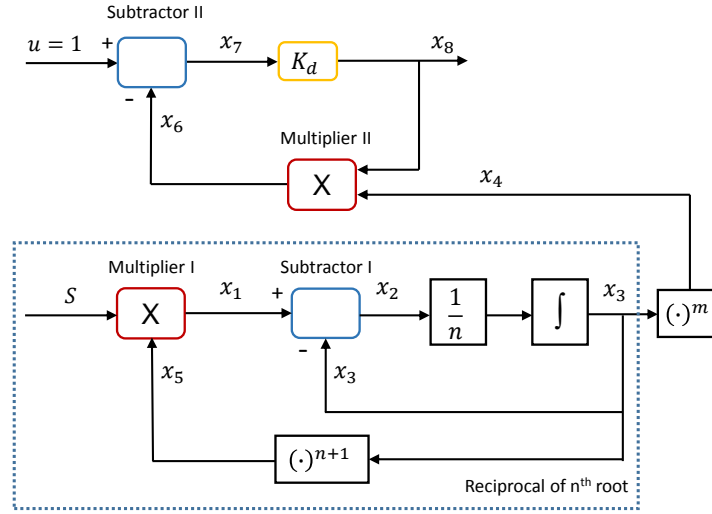 Subtractor II
u = 1
+
x₇
K_d
x₈
-
x₆
Multiplier II
X
x₄
Multiplier I
Subtractor I
S
X
x₁
+
x₂
1/n
∫
x₃
(·)^m
-
x₅
x₃
(·)^{n+1}
Reciprocal of nᵗʰ root